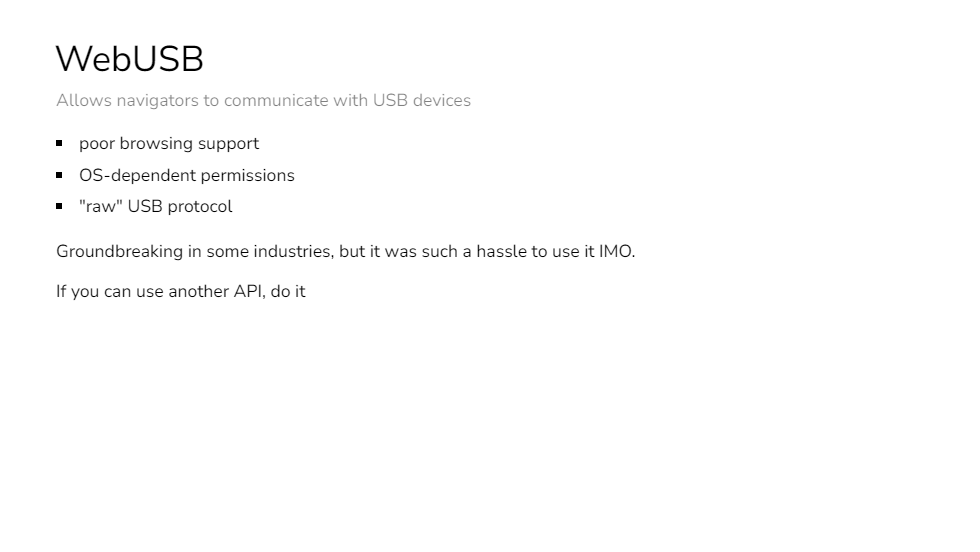 WebUSB
Allows navigators to communicate with USB devices
▪ poor browsing support
▪ OS-dependent permissions
▪ "raw" USB protocol
Groundbreaking in some industries, but it was such a hassle to use it IMO.
If you can use another API, do it